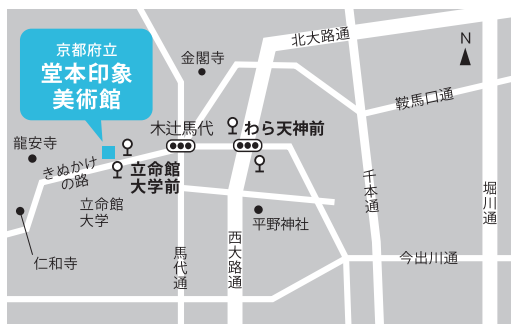 京都府立
堂本印象
美術館
金閣寺
北大路通
N
鞍馬口通
木辻馬代
わら天神前
龍安寺
きぬかけ
の路
立命館
大学前
立命館
大学
千本通
堀川通
平野神社
仁和寺
馬代通
西大路通
今出川通